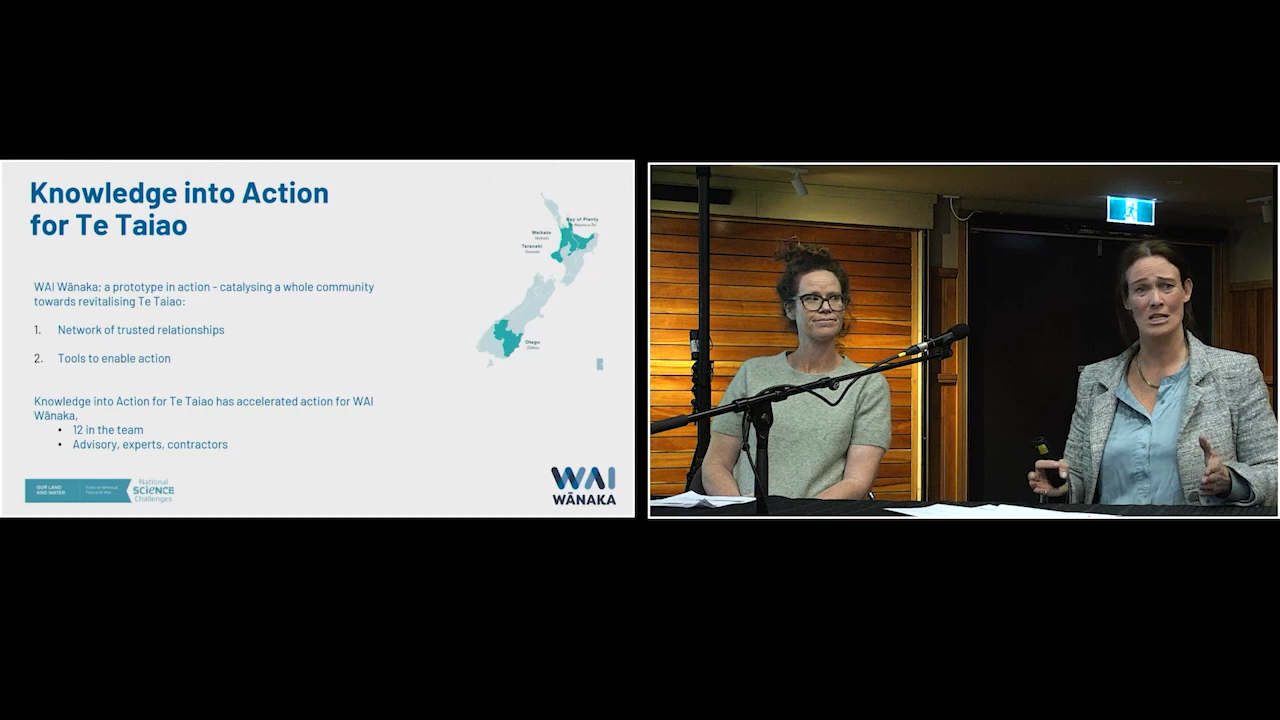 Knowledge into Action
for Te Taiao
Bay of Plenty
Waikato
Taranaki
WAI Wānaka; a prototype in action - catalysing a whole community
towards revitalising Te Taiao:
1. Network of trusted relationships
2. Tools to enable action
Otago
Knowledge into Action for Te Taiao has accelerated action for WAI
Wānaka,
• 12 in the team
• Advisory, experts, contractors
OUR LAND
AND WATER
National
SCIENCE
Challenges
WAI
WĀNAKA